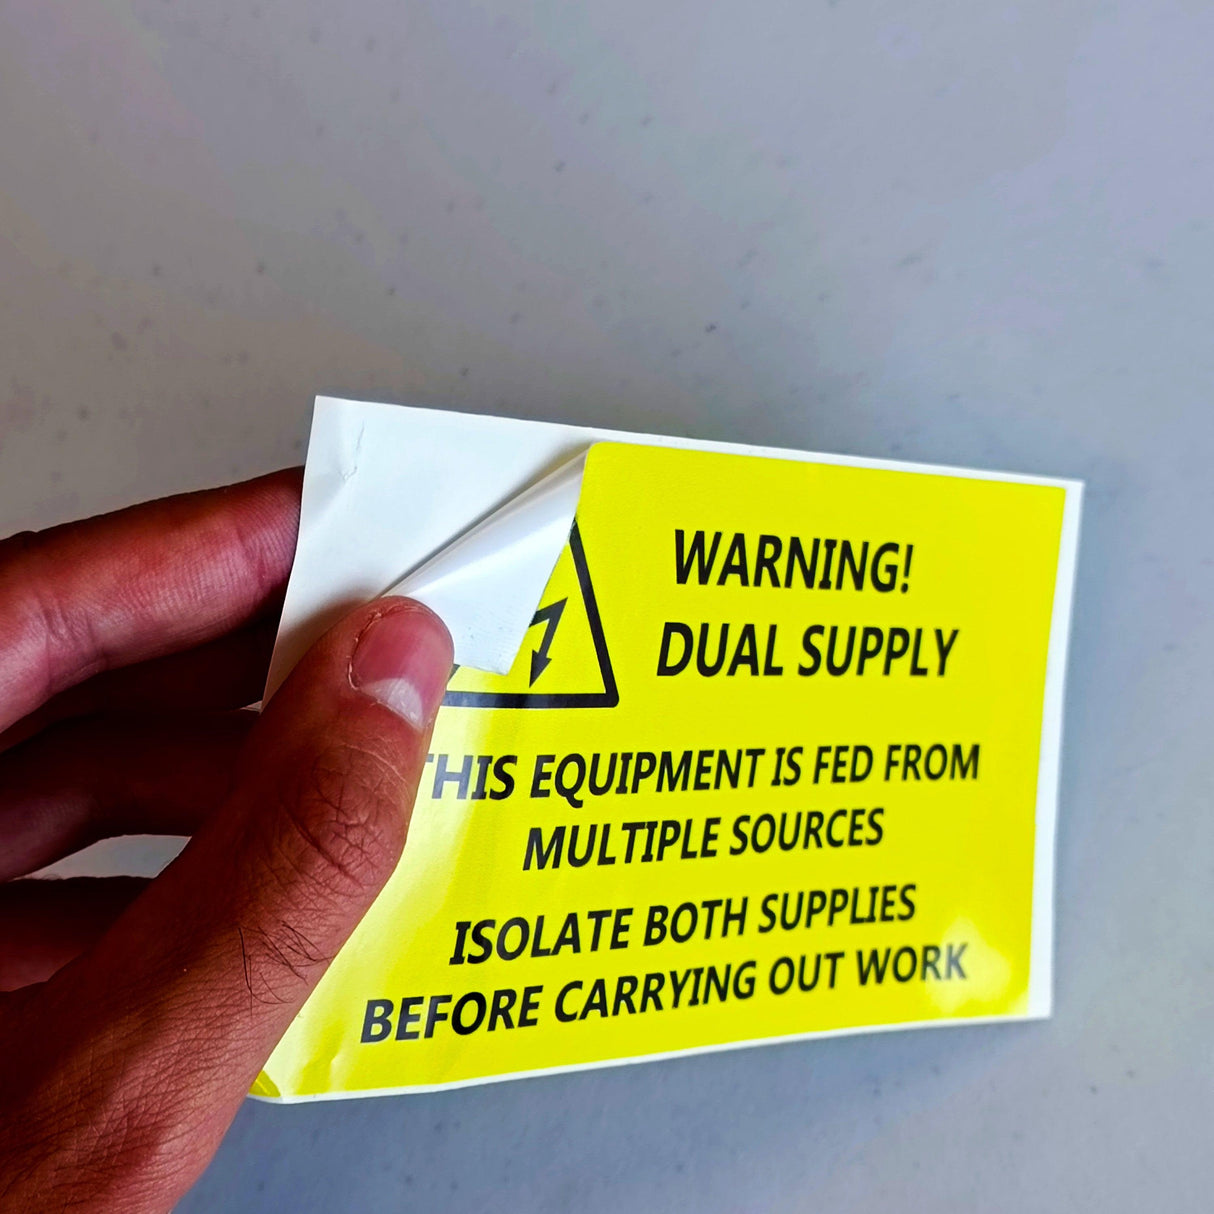 WARNING!
DUAL SUPPLY
THIS EQUIPMENT IS FED FROM
MULTIPLE SOURCES
ISOLATE BOTH SUPPLIES
BEFORE CARRYING OUT WORK